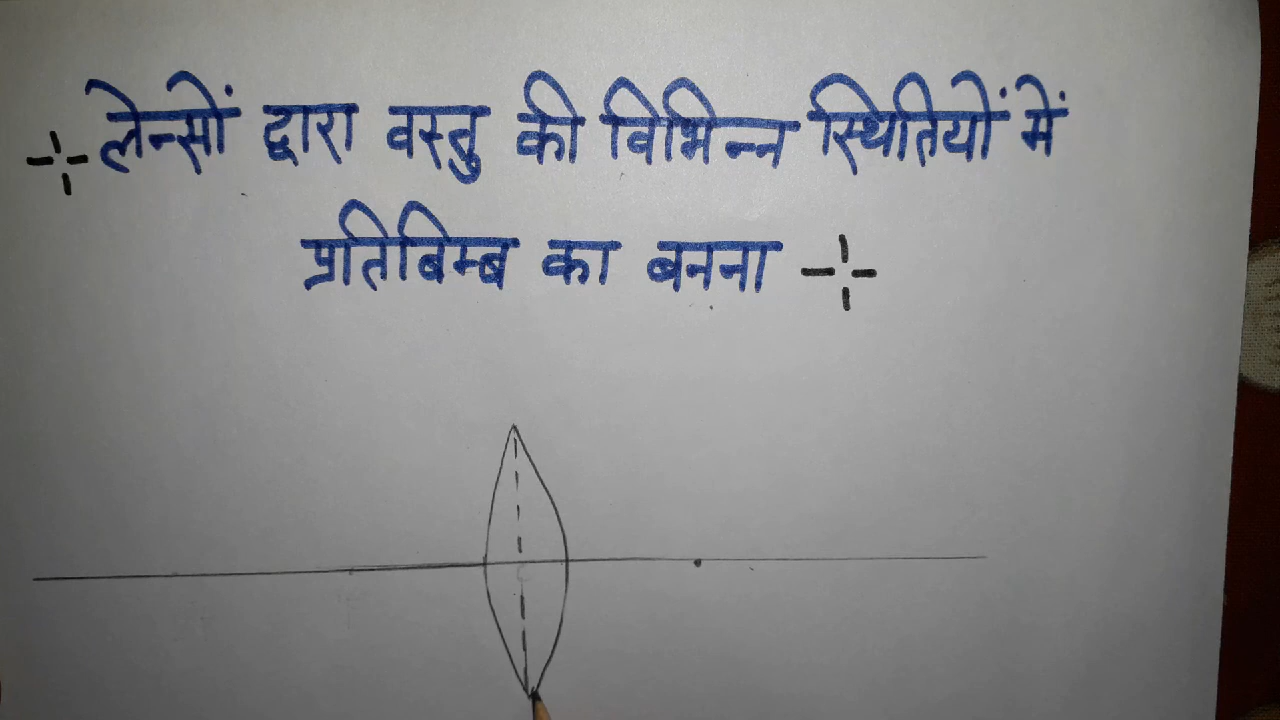 लेन्सों द्वारा वस्तु की विभिन्न स्थितियों में
प्रतिबिम्ब का बनना